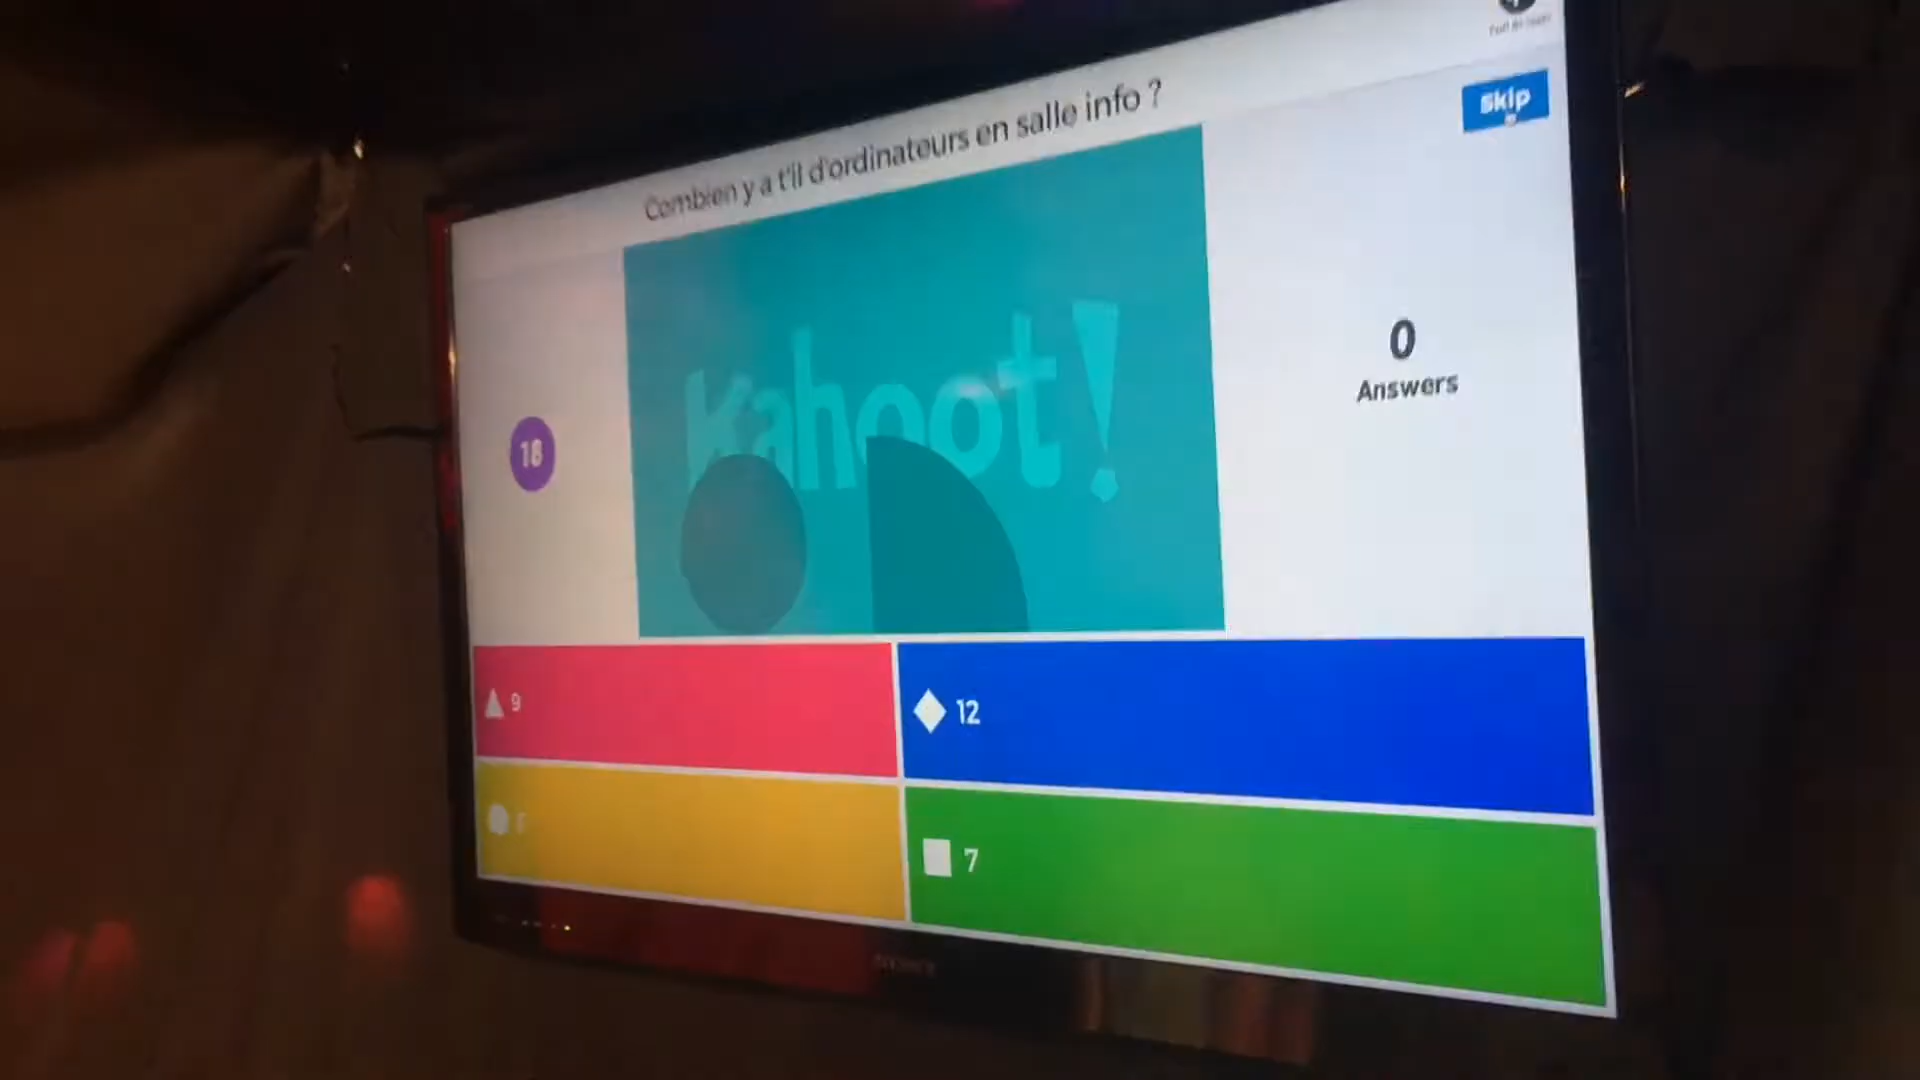 Combien y a t'il d'ordinateurs en salle info ?
Skip
18
Kahoot!
0
Answers
9
12
7